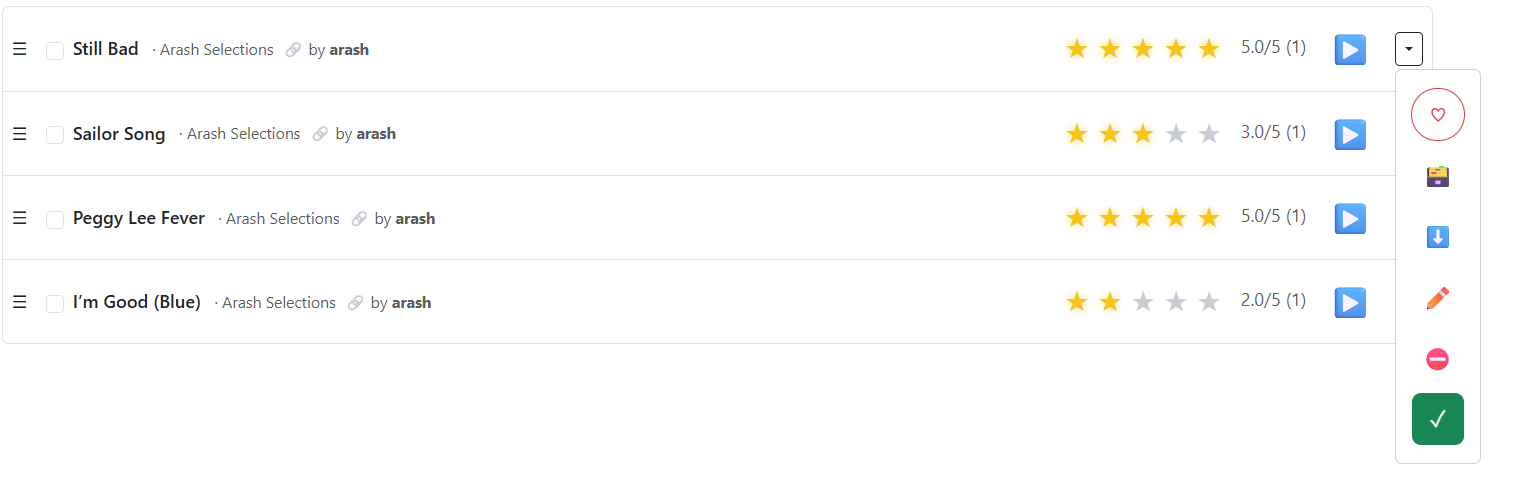 Still Bad · Arash Selections by arash 5.0/5 (1)
Sailor Song · Arash Selections by arash 3.0/5 (1)
Peggy Lee Fever · Arash Selections by arash 5.0/5 (1)
I’m Good (Blue) · Arash Selections by arash 2.0/5 (1)